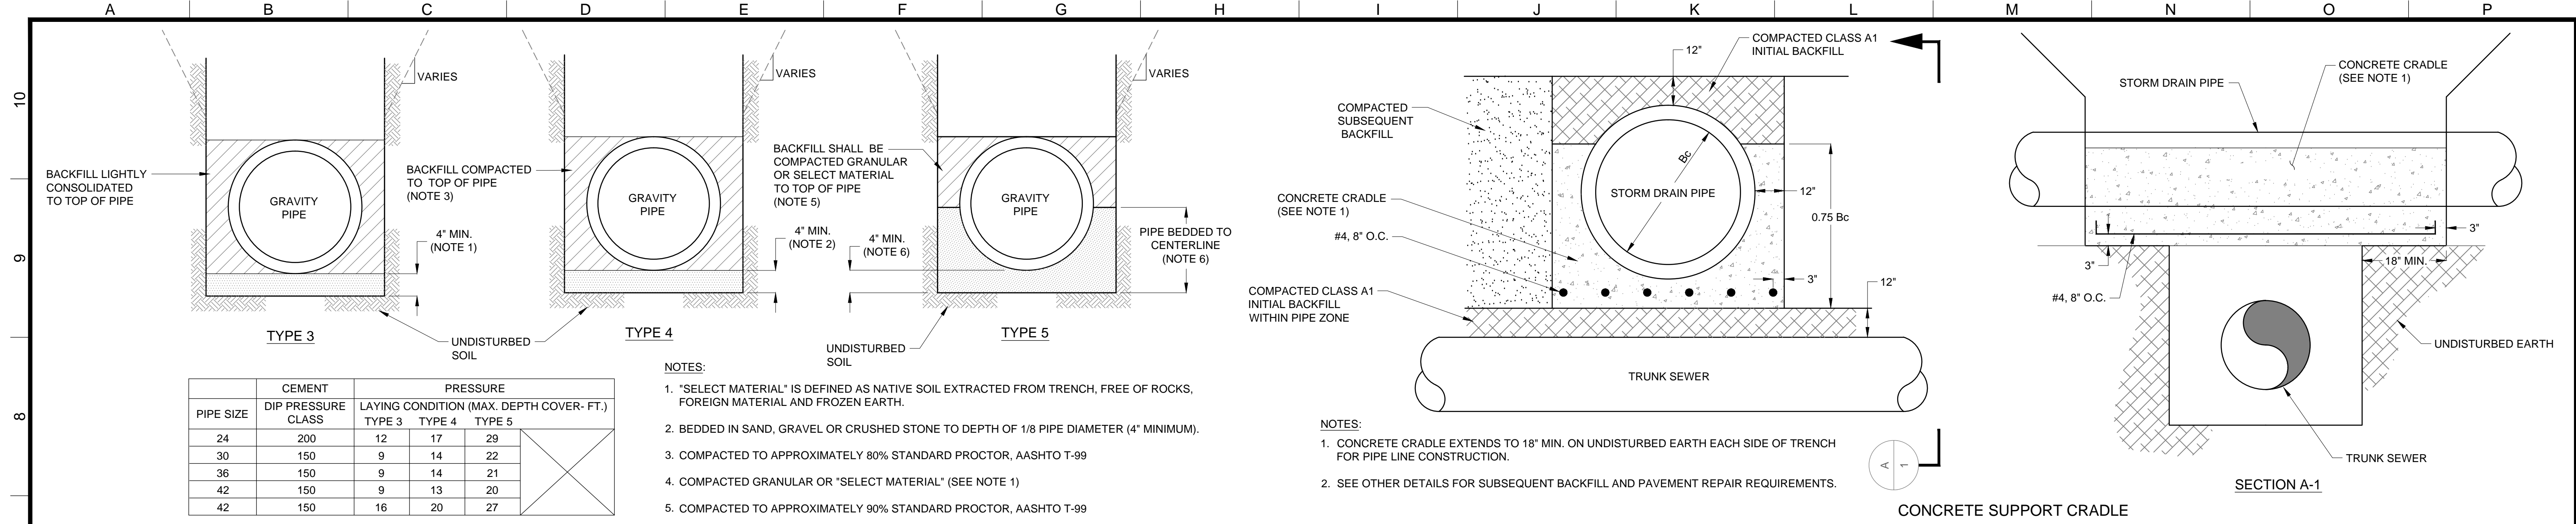 A B C D E F G H I J K L M N O P
10
9
8
VARIES
BACKFILL LIGHTLY
CONSOLIDATED
TO TOP OF PIPE
GRAVITY
PIPE
4" MIN.
(NOTE 1)
TYPE 3
VARIES
BACKFILL COMPACTED
TO TOP OF PIPE
(NOTE 3)
GRAVITY
PIPE
4" MIN.
(NOTE 2)
TYPE 4
UNDISTURBED
SOIL
VARIES
BACKFILL SHALL BE
COMPACTED GRANULAR
OR SELECT MATERIAL
TO TOP OF PIPE
(NOTE 5)
GRAVITY
PIPE
4" MIN.
(NOTE 6)
PIPE BEDDED TO
CENTERLINE
(NOTE 6)
TYPE 5
UNDISTURBED
SOIL
CEMENT PRESSURE
PIPE SIZE DIP PRESSURE CLASS LAYING CONDITION (MAX. DEPTH COVER- FT.)
TYPE 3 TYPE 4 TYPE 5
24 200 12 17 29
30 150 9 14 22
36 150 9 14 21
42 150 9 13 20
42 150 16 20 27
NOTES:
1. "SELECT MATERIAL" IS DEFINED AS NATIVE SOIL EXTRACTED FROM TRENCH, FREE OF ROCKS,
FOREIGN MATERIAL AND FROZEN EARTH.
2. BEDDED IN SAND, GRAVEL OR CRUSHED STONE TO DEPTH OF 1/8 PIPE DIAMETER (4" MINIMUM).
3. COMPACTED TO APPROXIMATELY 80% STANDARD PROCTOR, AASHTO T-99
4. COMPACTED GRANULAR OR "SELECT MATERIAL" (SEE NOTE 1)
5. COMPACTED TO APPROXIMATELY 90% STANDARD PROCTOR, AASHTO T-99
12"
COMPACTED CLASS A1
INITIAL BACKFILL
COMPACTED
SUBSEQUENT
BACKFILL
Bc
STORM DRAIN PIPE
12"
CONCRETE CRADLE
(SEE NOTE 1)
0.75 Bc
#4, 8" O.C.
3"
12"
COMPACTED CLASS A1
INITIAL BACKFILL
WITHIN PIPE ZONE
TRUNK SEWER
NOTES:
1. CONCRETE CRADLE EXTENDS TO 18" MIN. ON UNDISTURBED EARTH EACH SIDE OF TRENCH
FOR PIPE LINE CONSTRUCTION.
2. SEE OTHER DETAILS FOR SUBSEQUENT BACKFILL AND PAVEMENT REPAIR REQUIREMENTS.
A
1
CONCRETE CRADLE
(SEE NOTE 1)
STORM DRAIN PIPE
3"
3"
18" MIN.
#4, 8" O.C.
UNDISTURBED EARTH
TRUNK SEWER
SECTION A-1
CONCRETE SUPPORT CRADLE